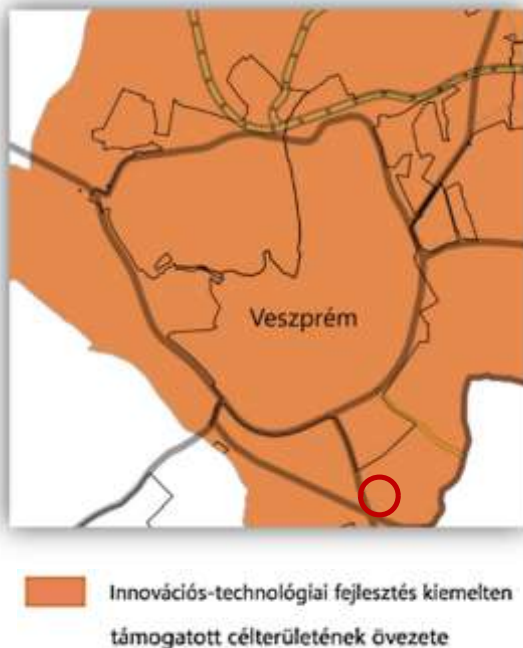 Veszprém
Innovációs-technológiai fejlesztés kiemelten
támogatott célterületének övezete